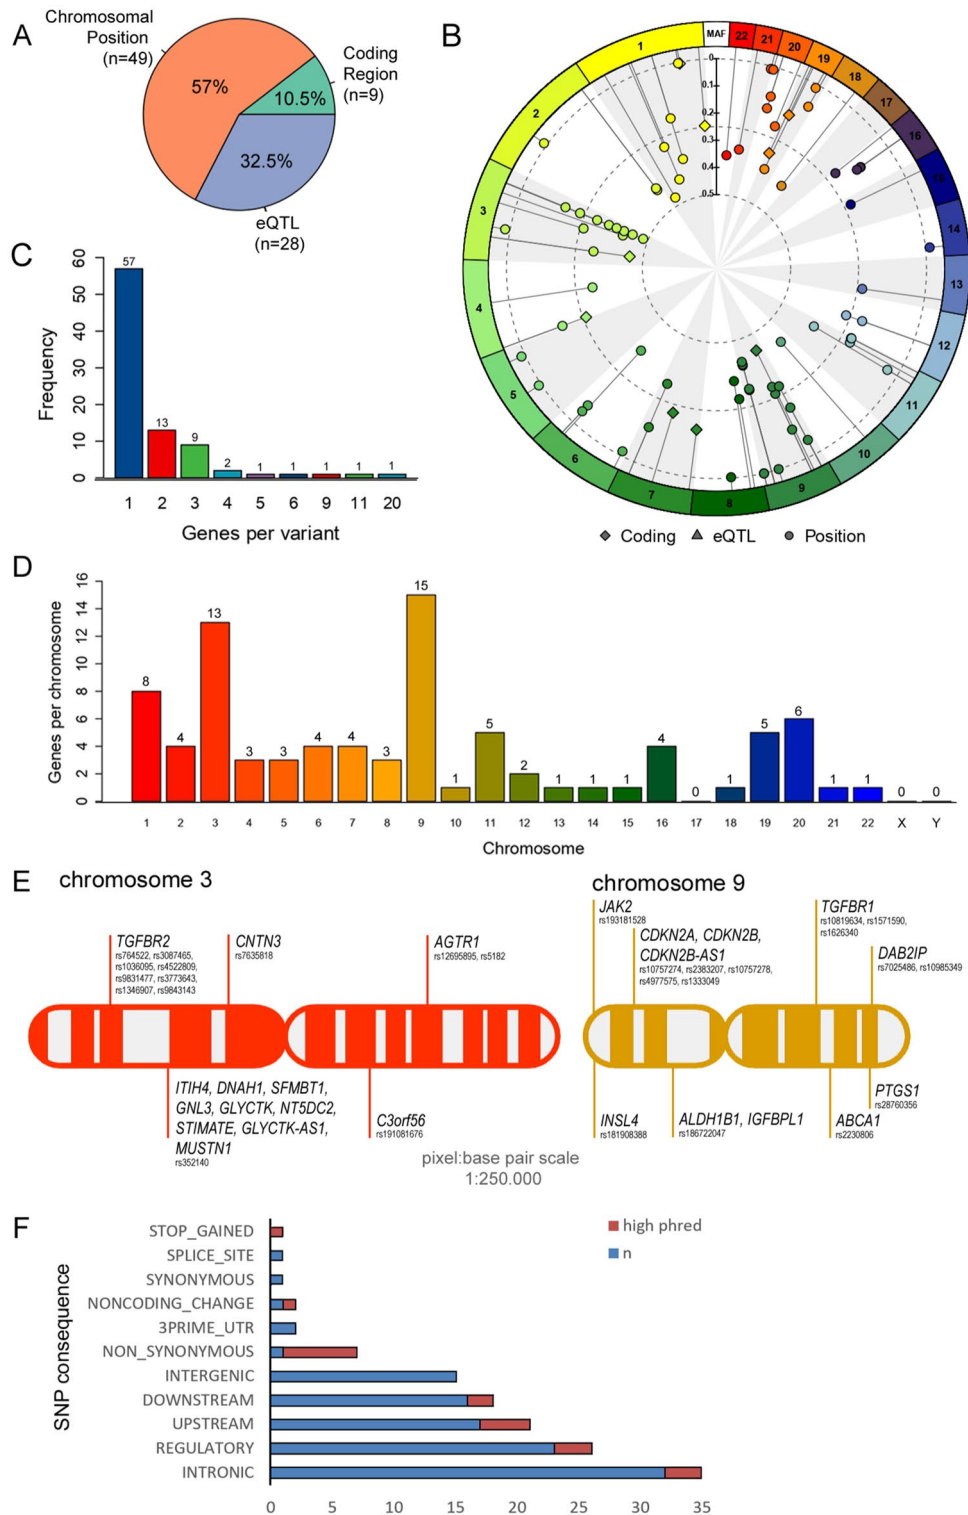 A
Chromosomal
Position
(n=49)
Coding
Region
(n=9)
57%
10.5%
32.5%
eQTL
(n=28)
B
MAF
22
21
20
19
18
17
16
15
14
13
12
11
10
9
8
7
6
5
4
3
2
1
0
0.1
0.2
0.3
0.4
0.5
Coding eQTL Position
C
Frequency
60
50
40
30
20
10
0
57
13
9
2
1
1
1
1
1
1 2 3 4 5 6 9 11 20
Genes per variant
D
Genes per chromosome
16
14
12
10
8
6
4
2
0
8 4 13 3 3 4 4 3 15 1 5 2 1 1 1 4 0 1 5 6 1 1 0 0
1 2 3 4 5 6 7 8 9 10 11 12 13 14 15 16 17 18 19 20 21 22 X Y
Chromosome
E
chromosome 3
TGFBR2
rs764522, rs3087465,
rs1036095, rs4522809,
rs9831477, rs3773643,
rs1346907, rs9843143
CNTN3
rs7635818
AGTR1
rs12695895, rs5182
ITIH4, DNAH1, SFMBT1,
GNL3, GLYCTK, NT5DC2,
STIMATE, GLYCTK-AS1,
MUSTN1
rs352140
C3orf56
rs191081676
chromosome 9
JAK2
rs193181528
CDKN2A, CDKN2B,
CDKN2B-AS1
rs10757274, rs2383207, rs10757278,
rs4977575, rs1333049
TGFBR1
rs10819634, rs1571590,
rs1626340
DAB2IP
rs7025486, rs10985349
INSL4
rs181908388
ALDH1B1, IGFBPL1
rs186722047
ABCA1
rs2230806
PTGS1
rs28760356
pixel:base pair scale
1:250.000
F
SNP consequence
STOP_GAINED
SPLICE_SITE
SYNONYMOUS
NONCODING_CHANGE
3PRIME_UTR
NON_SYNONYMOUS
INTERGENIC
DOWNSTREAM
UPSTREAM
REGULATORY
INTRONIC
high phred
n
0 5 10 15 20 25 30 35